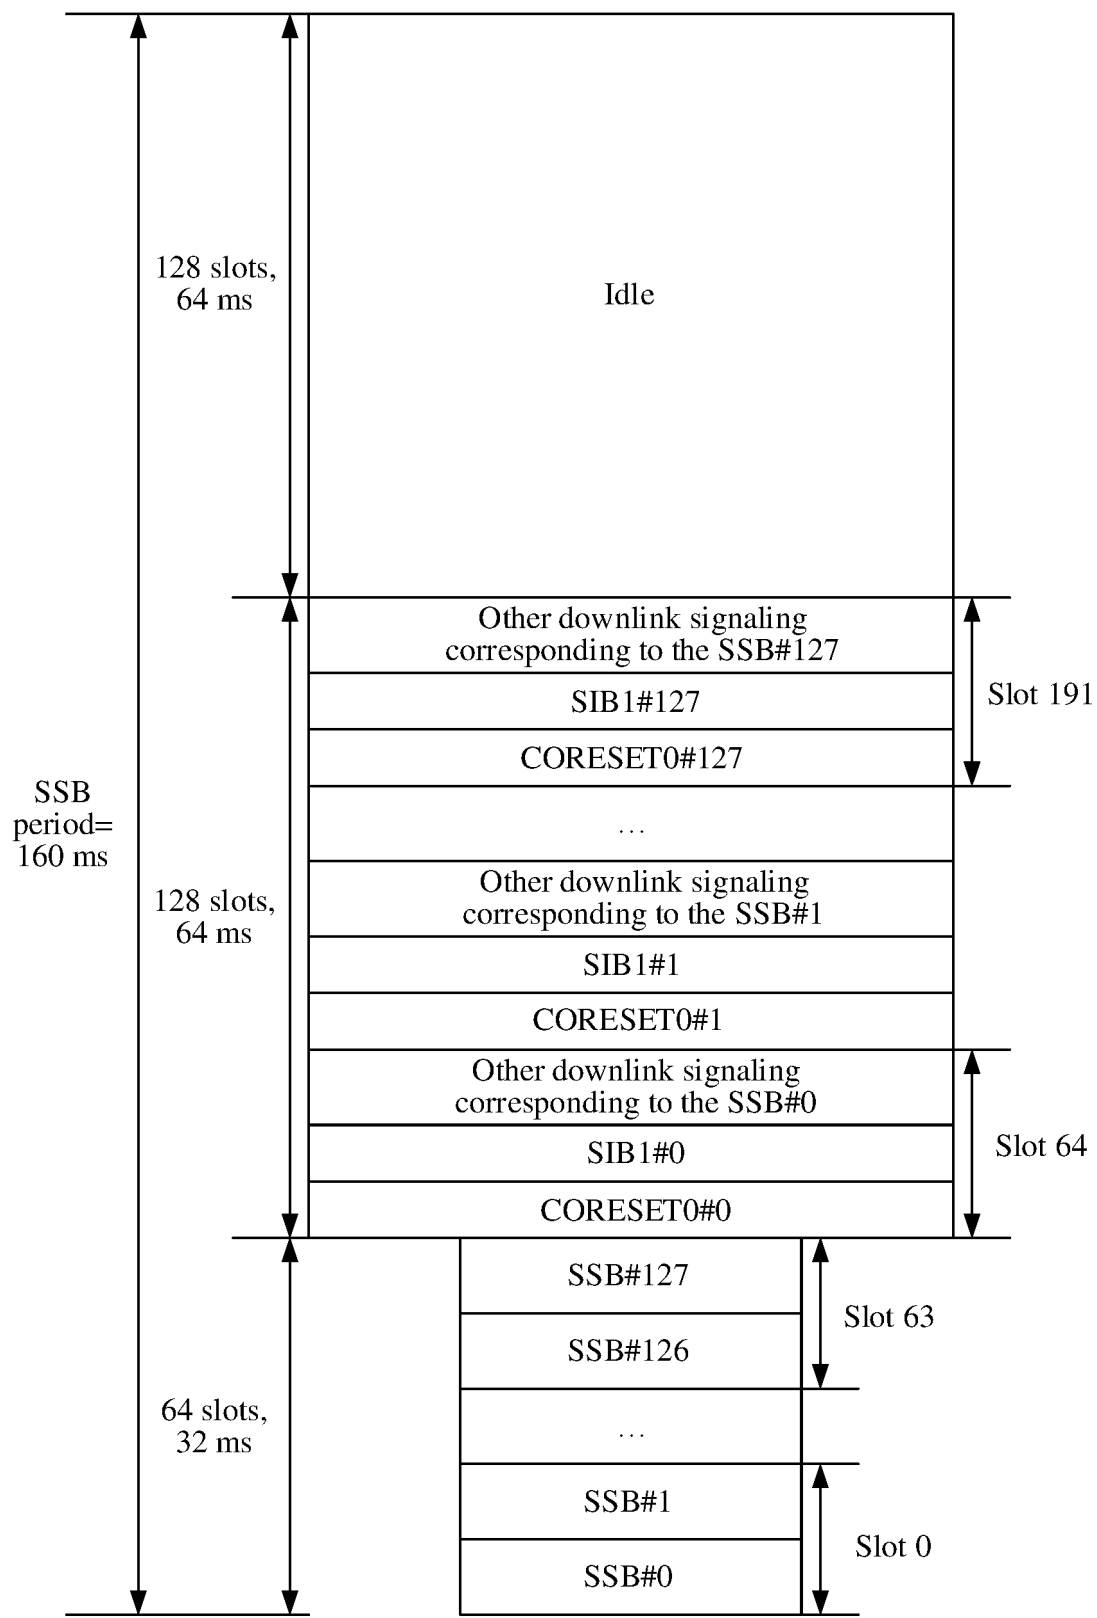 128 slots,
64 ms
Idle
Other downlink signaling
corresponding to the SSB#127
SIB1#127
Slot 191
CORESET0#127
...
SSB
period=
160 ms
128 slots,
64 ms
Other downlink signaling
corresponding to the SSB#1
SIB1#1
CORESET0#1
Other downlink signaling
corresponding to the SSB#0
SIB1#0
Slot 64
CORESET0#0
SSB#127
Slot 63
SSB#126
64 slots,
32 ms
...
SSB#1
Slot 0
SSB#0